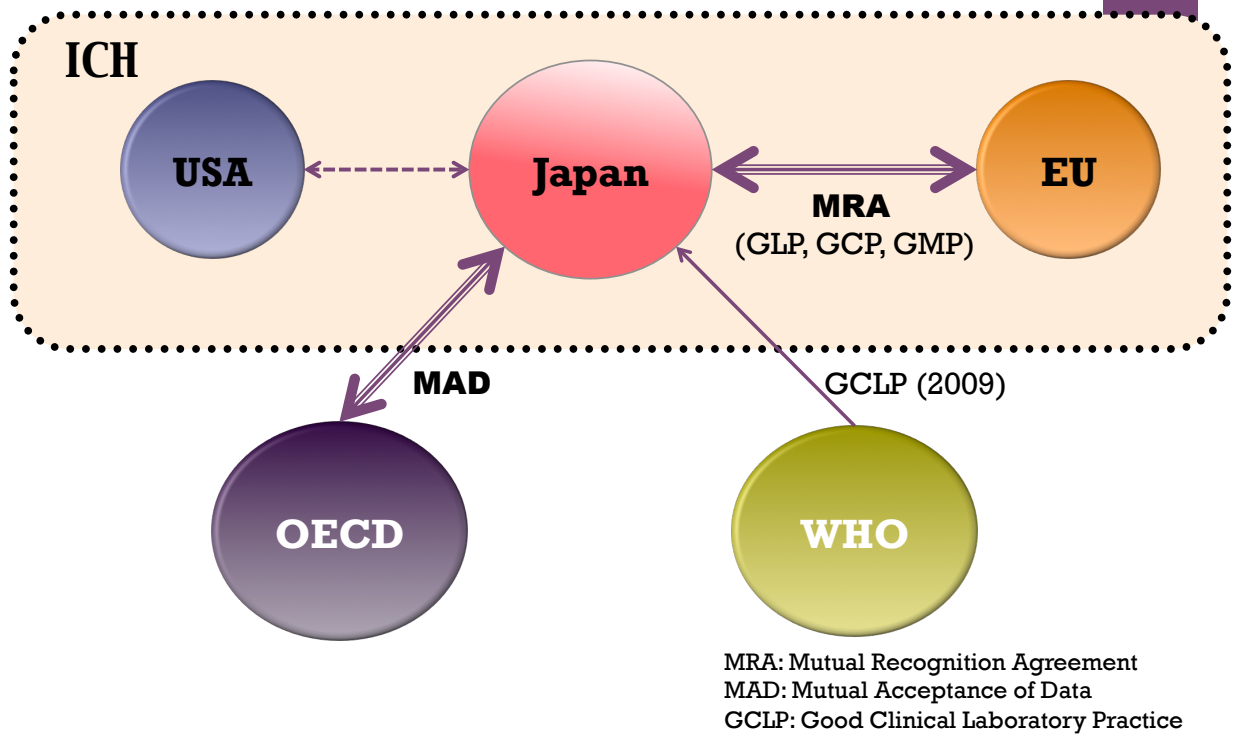 ICH
USA
Japan
EU
MRA
(GLP, GCP, GMP)
MAD
GCLP (2009)
OECD
WHO
MRA: Mutual Recognition Agreement
MAD: Mutual Acceptance of Data
GCLP: Good Clinical Laboratory Practice